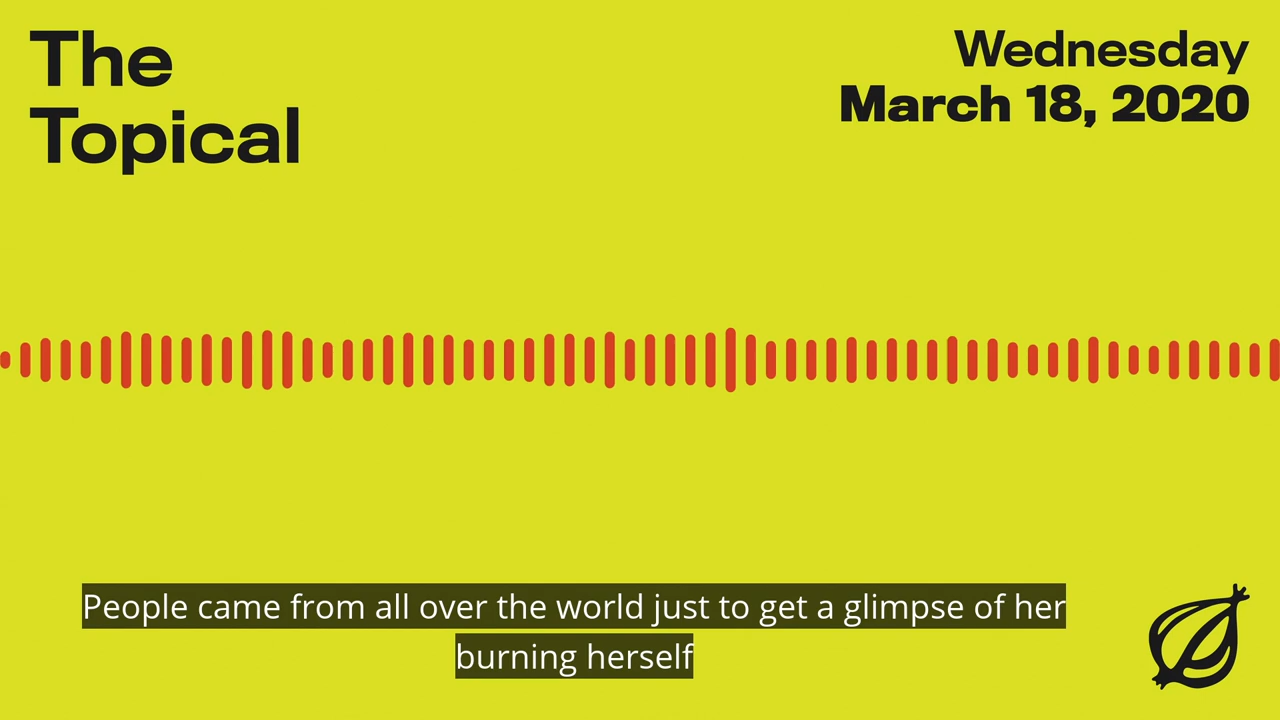 The
Topical
Wednesday
March 18, 2020
People came from all over the world just to get a glimpse of her
burning herself